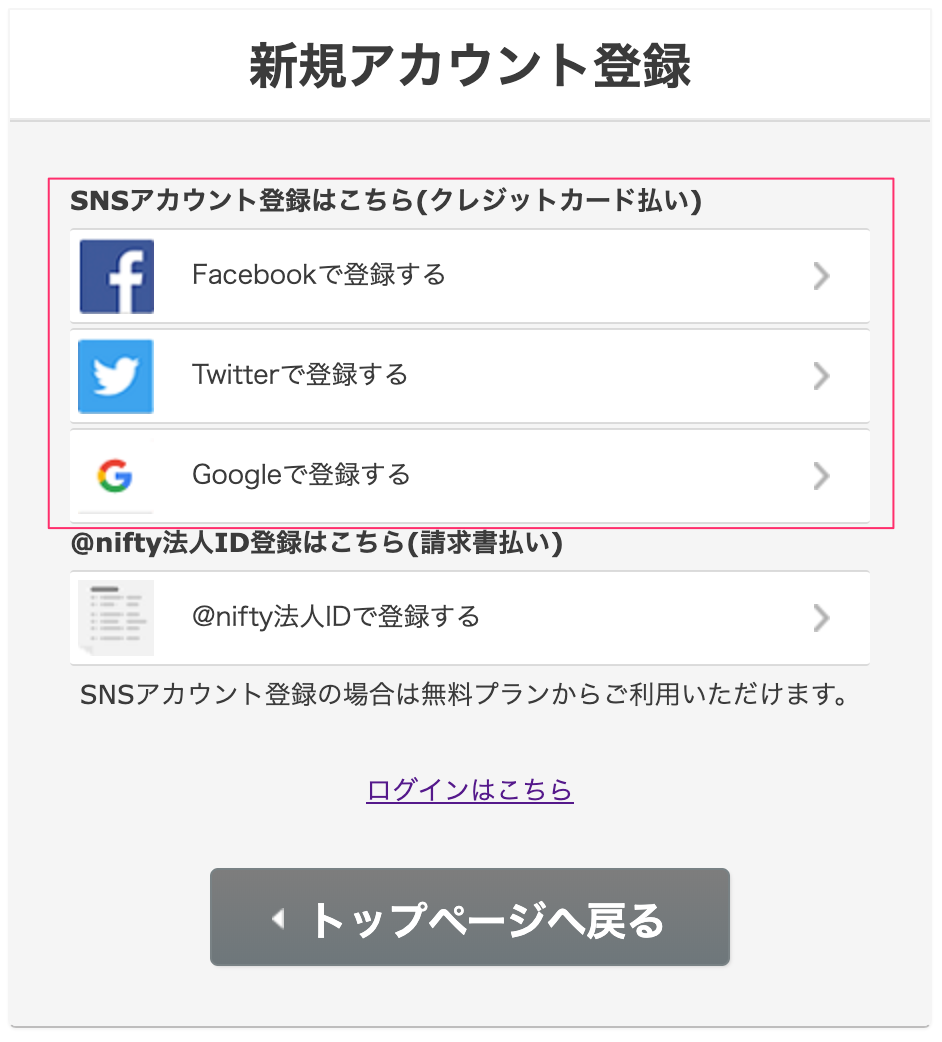 新規アカウント登録
SNSアカウント登録はこちら(クレジットカード払い)
Facebookで登録する
Twitterで登録する
Googleで登録する
@nifty法人ID登録はこちら(請求書払い)
@nifty法人IDで登録する
SNSアカウント登録の場合は無料プランからご利用いただけます。
ログインはこちら
トップページへ戻る